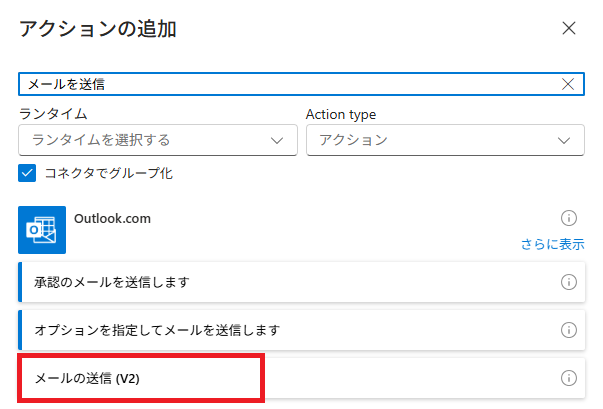 アクションの追加
メールを送信
ランタイム Action type
ランタイムを選択する アクション
コネクタでグループ化
Outlook.com
さらに表示
承認のメールを送信します
オプションを指定してメールを送信します
メールの送信 (V2)